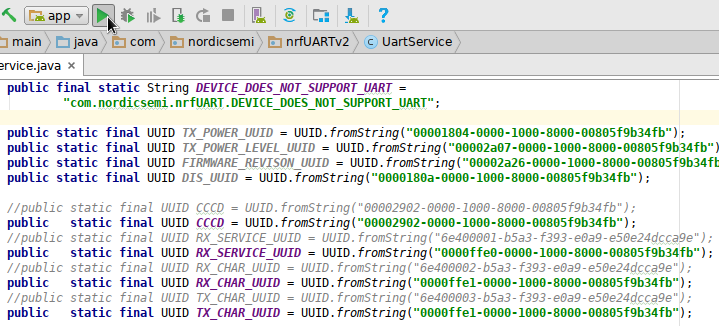 app
main
java
com
nordicsemi
nrfUARTv2
UartService
ervice.java
public final static String DEVICE_DOES_NOT_SUPPORT_UART =
"com.nordicsemi.nrfUART.DEVICE_DOES_NOT_SUPPORT_UART";
public static final UUID TX_POWER_UUID = UUID.fromString("00001804-0000-1000-8000-00805f9b34fb");
public static final UUID TX_POWER_LEVEL_UUID = UUID.fromString("00002a07-0000-1000-8000-00805f9b34fb")
public static final UUID FIRMWARE_REVISON_UUID = UUID.fromString("00002a26-0000-1000-8000-00805f9b34fb
public static final UUID DIS_UUID = UUID.fromString("0000180a-0000-1000-8000-00805f9b34fb");
//public static final UUID CCCD = UUID.fromString("00002902-0000-1000-8000-00805f9b34fb");
public static final UUID CCCD = UUID.fromString("00002902-0000-1000-8000-00805f9b34fb");
//public static final UUID RX_SERVICE_UUID = UUID.fromString("6e400001-b5a3-f393-e0a9-e50e24dcca9e");
public static final UUID RX_SERVICE_UUID = UUID.fromString("0000ffe0-0000-1000-8000-00805f9b34fb");
//public static final UUID RX_CHAR_UUID = UUID.fromString("6e400002-b5a3-f393-e0a9-e50e24dcca9e");
public static final UUID RX_CHAR_UUID = UUID.fromString("0000ffe1-0000-1000-8000-00805f9b34fb");
//public static final UUID TX_CHAR_UUID = UUID.fromString("6e400003-b5a3-f393-e0a9-e50e24dcca9e");
public static final UUID TX_CHAR_UUID = UUID.fromString("0000ffe1-0000-1000-8000-00805f9b34fb");